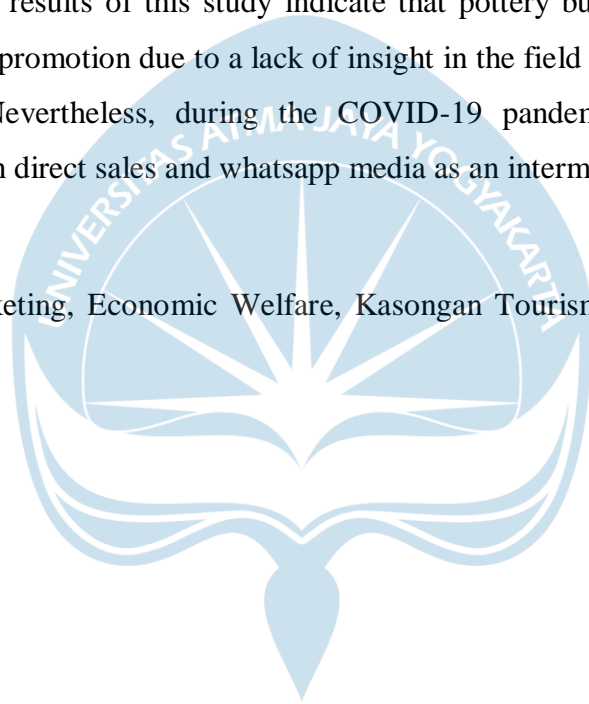 results of this study indicate that pottery bu
promotion due to a lack of insight in the field
Nevertheless, during the COVID-19 pandem
n direct sales and whatsapp media as an interm
keting, Economic Welfare, Kasongan Tourism
UNIVERSITAS ATMA JAYA YOGYAKARTA